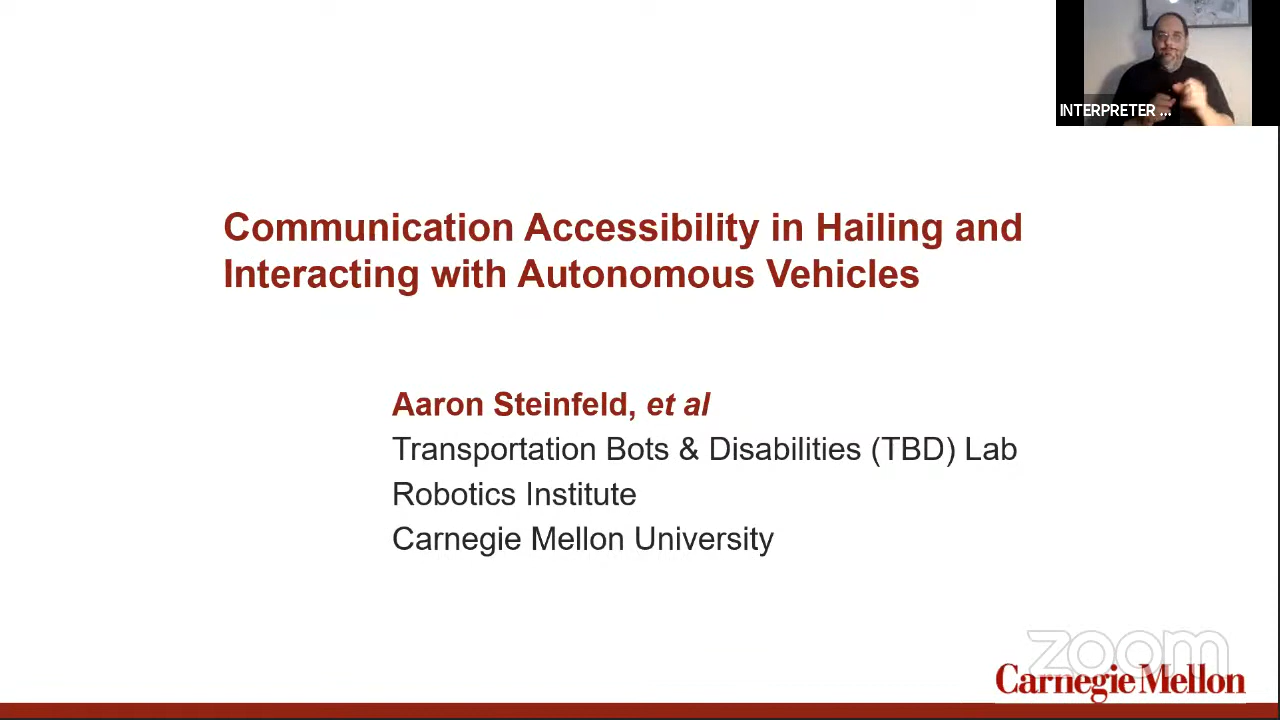 INTERPRETER ...
Communication Accessibility in Hailing and
Interacting with Autonomous Vehicles
Aaron Steinfeld, et al
Transportation Bots & Disabilities (TBD) Lab
Robotics Institute
Carnegie Mellon University
zoom
Carnegie Mellon